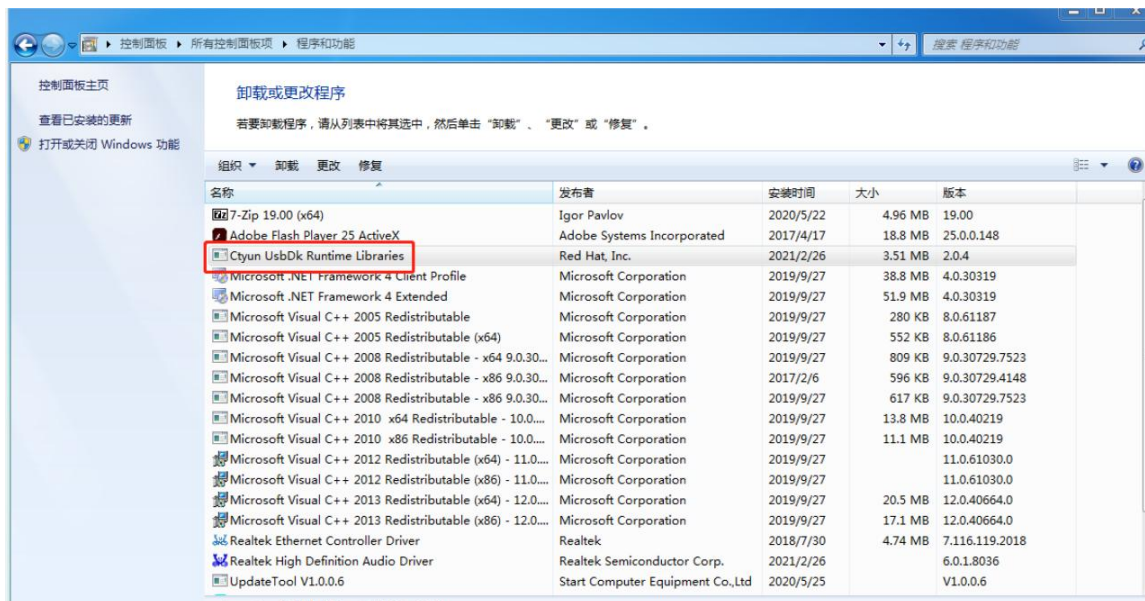 控制面板 ▸ 所有控制面板项 ▸ 程序和功能
搜索 程序和功能
控制面板主页
查看已安装的更新
打开或关闭 Windows 功能
卸载或更改程序
若要卸载程序，请从列表中将其选中，然后单击“卸载”、“更改”或“修复”。
组织 卸载 更改 修复
名称 发布者 安装时间 大小 版本
7-Zip 19.00 (x64) Igor Pavlov 2020/5/22 4.96 MB 19.00
Adobe Flash Player 25 ActiveX Adobe Systems Incorporated 2017/4/17 18.8 MB 25.0.0.148
Ctyun UsbDk Runtime Libraries Red Hat, Inc. 2021/2/26 3.51 MB 2.0.4
Microsoft .NET Framework 4 Client Profile Microsoft Corporation 2019/9/27 38.8 MB 4.0.30319
Microsoft .NET Framework 4 Extended Microsoft Corporation 2019/9/27 51.9 MB 4.0.30319
Microsoft Visual C++ 2005 Redistributable Microsoft Corporation 2019/9/27 280 KB 8.0.61187
Microsoft Visual C++ 2005 Redistributable (x64) Microsoft Corporation 2019/9/27 552 KB 8.0.61186
Microsoft Visual C++ 2008 Redistributable - x64 9.0.30... Microsoft Corporation 2019/9/27 809 KB 9.0.30729.7523
Microsoft Visual C++ 2008 Redistributable - x86 9.0.30... Microsoft Corporation 2017/2/6 596 KB 9.0.30729.4148
Microsoft Visual C++ 2008 Redistributable - x86 9.0.30... Microsoft Corporation 2019/9/27 617 KB 9.0.30729.7523
Microsoft Visual C++ 2010 x64 Redistributable - 10.0.... Microsoft Corporation 2019/9/27 13.8 MB 10.0.40219
Microsoft Visual C++ 2010 x86 Redistributable - 10.0.... Microsoft Corporation 2019/9/27 11.1 MB 10.0.40219
Microsoft Visual C++ 2012 Redistributable (x64) - 11.0.... Microsoft Corporation 2019/9/27 11.0.61030.0
Microsoft Visual C++ 2012 Redistributable (x86) - 11.0.... Microsoft Corporation 2019/9/27 11.0.61030.0
Microsoft Visual C++ 2013 Redistributable (x64) - 12.0.... Microsoft Corporation 2019/9/27 20.5 MB 12.0.40664.0
Microsoft Visual C++ 2013 Redistributable (x86) - 12.0.... Microsoft Corporation 2019/9/27 17.1 MB 12.0.40664.0
Realtek Ethernet Controller Driver Realtek 2018/7/30 4.74 MB 7.116.119.2018
Realtek High Definition Audio Driver Realtek Semiconductor Corp. 2021/2/26 6.0.1.8036
UpdateTool V1.0.0.6 Start Computer Equipment Co.,Ltd 2020/5/25 V1.0.0.6